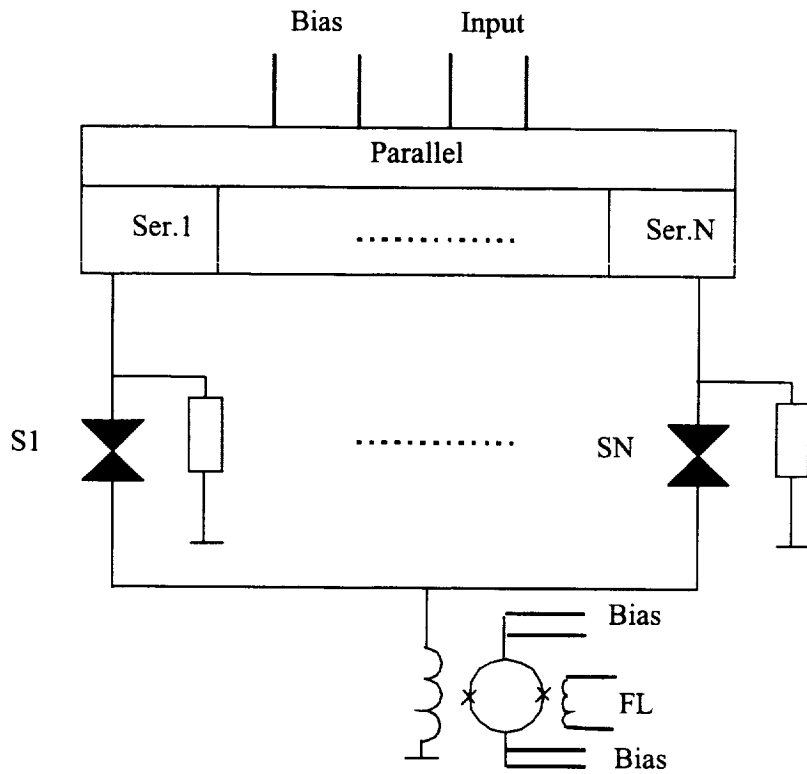 Bias Input
Parallel
Ser.1 Ser.N
S1 SN
Bias
FL
Bias